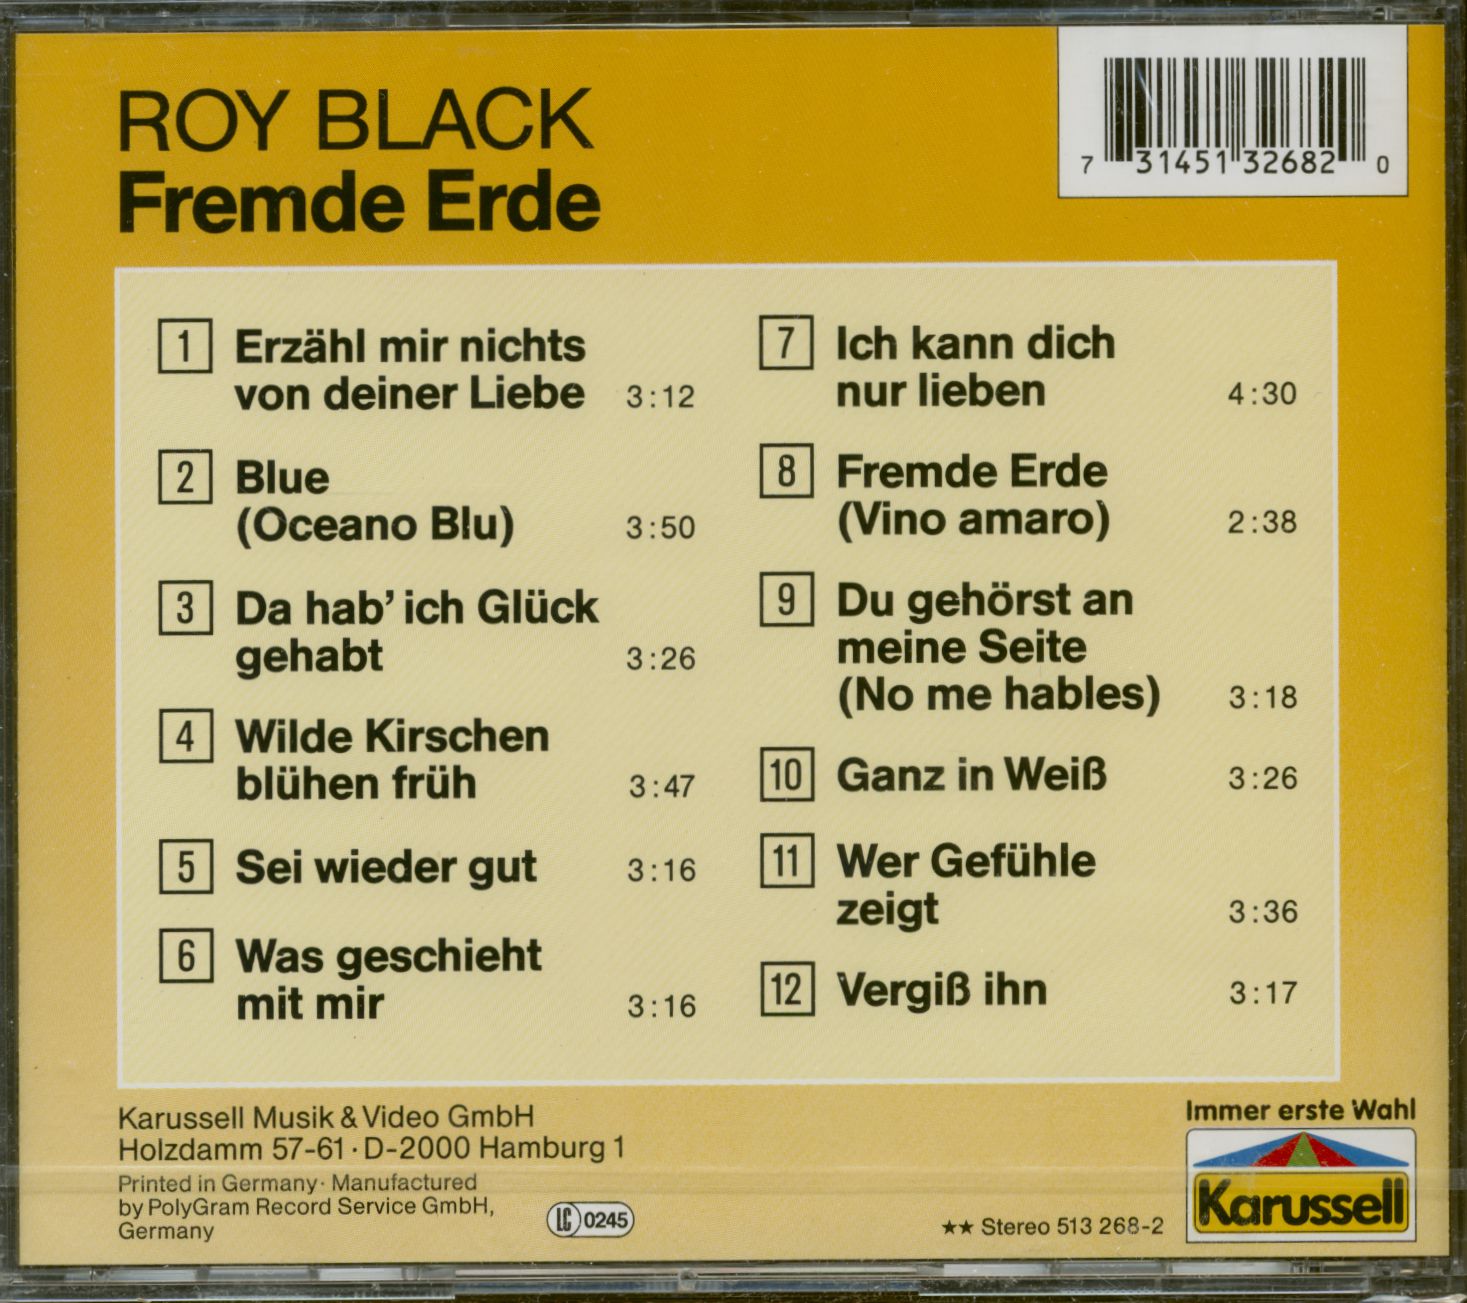 ROY BLACK
Fremde Erde
7 31451 32682 0
1 Erzähl mir nichts
von deiner Liebe 3:12
2 Blue
(Oceano Blu) 3:50
3 Da hab' ich Glück
gehabt 3:26
4 Wilde Kirschen
blühen früh 3:47
5 Sei wieder gut 3:16
6 Was geschieht
mit mir 3:16
7 Ich kann dich
nur lieben 4:30
8 Fremde Erde
(Vino amaro) 2:38
9 Du gehörst an
meine Seite
(No me hables) 3:18
10 Ganz in Weiß 3:26
11 Wer Gefühle
zeigt 3:36
12 Vergiß ihn 3:17
Karussell Musik & Video GmbH
Holzdamm 57-61 · D-2000 Hamburg 1
Printed in Germany · Manufactured
by PolyGram Record Service GmbH,
Germany
LC 0245
★★ Stereo 513 268-2
Immer erste Wahl
Karussell